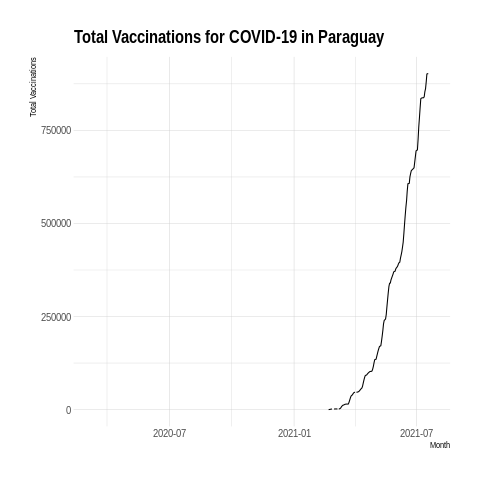 Total Vaccinations for COVID-19 in Paraguay
Total Vaccinations
750000
500000
250000
0
2020-07
2021-01
2021-07
Month